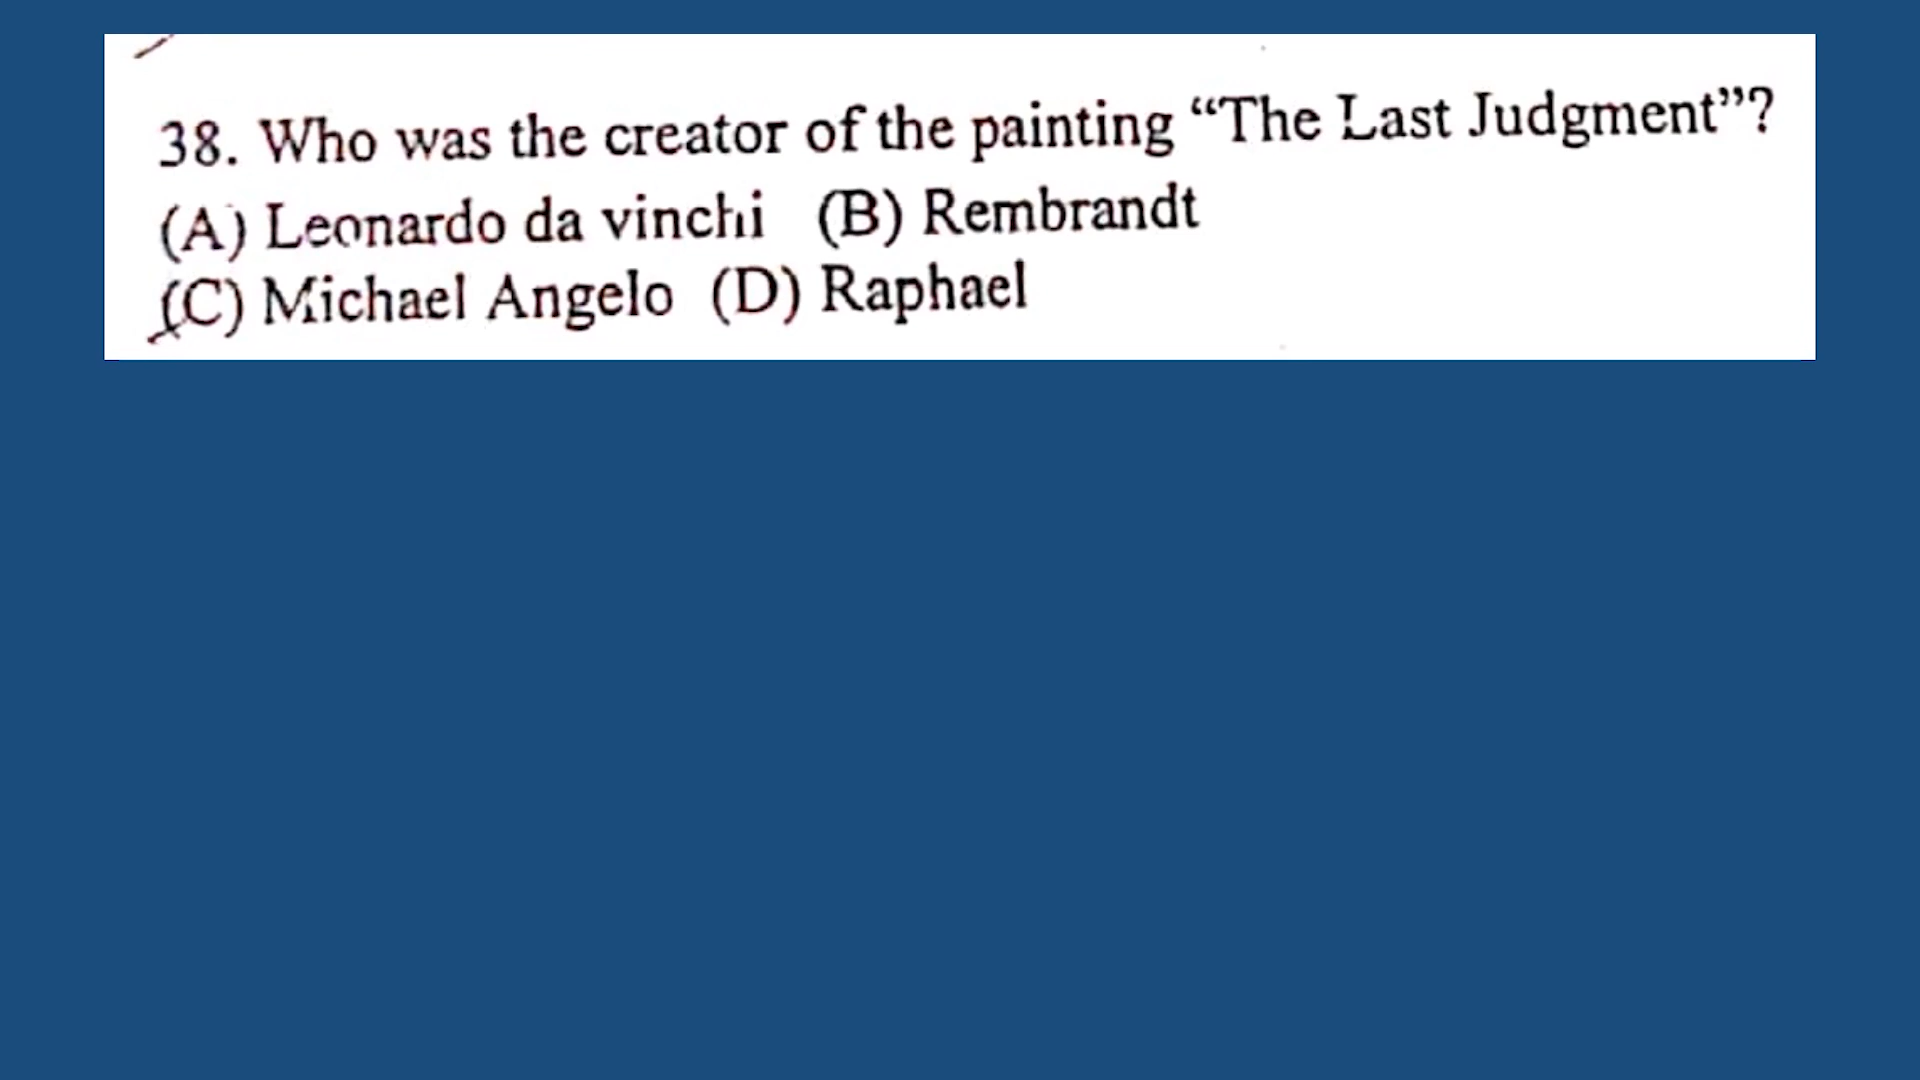 38. Who was the creator of the painting “The Last Judgment”?
(A) Leonardo da vinchi (B) Rembrandt
(C) Michael Angelo (D) Raphael